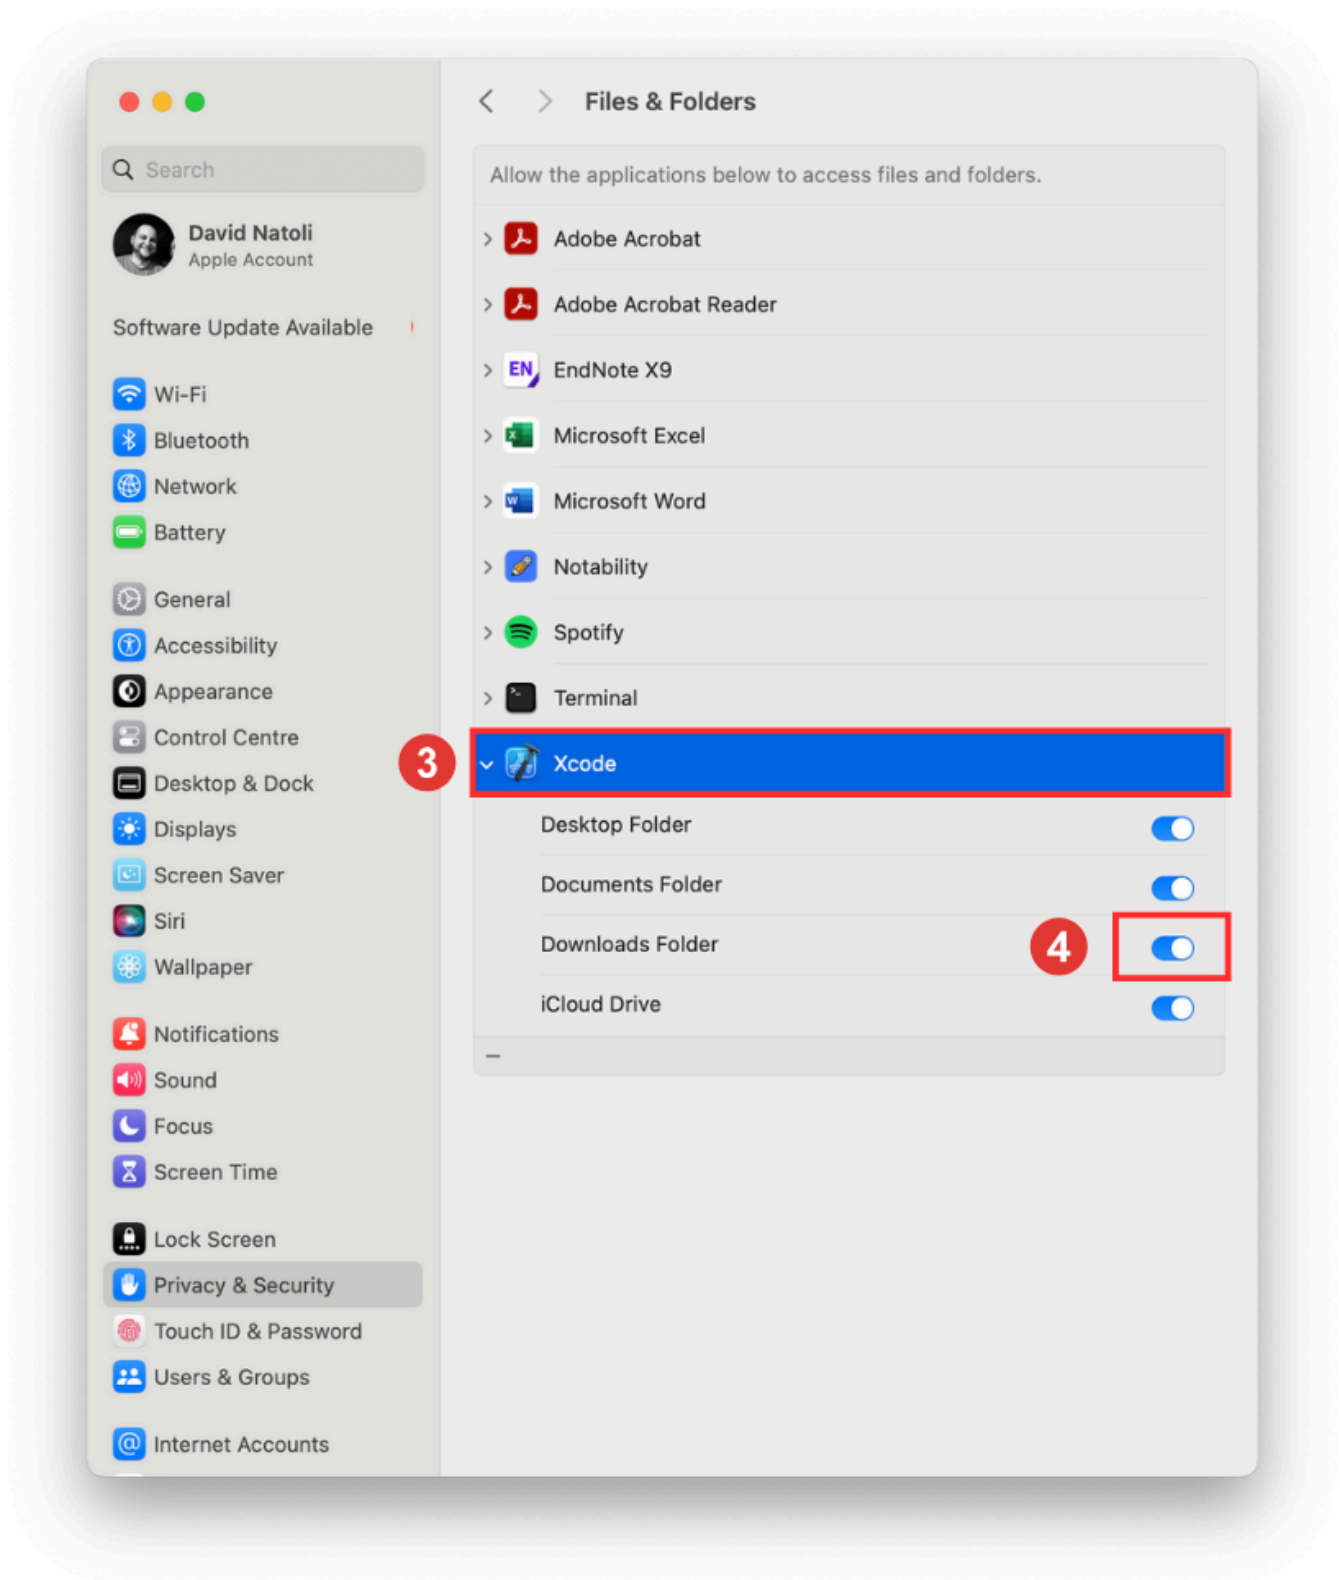 Files & Folders
Search
Allow the applications below to access files and folders.
David Natoli
Apple Account
Software Update Available
Wi-Fi
Bluetooth
Network
Battery
General
Accessibility
Appearance
Control Centre
Desktop & Dock
Displays
Screen Saver
Siri
Wallpaper
Notifications
Sound
Focus
Screen Time
Lock Screen
Privacy & Security
Touch ID & Password
Users & Groups
Internet Accounts
Adobe Acrobat
Adobe Acrobat Reader
EN
EndNote X9
Microsoft Excel
Microsoft Word
Notability
Spotify
Terminal
3
Xcode
Desktop Folder
Documents Folder
Downloads Folder
4
iCloud Drive